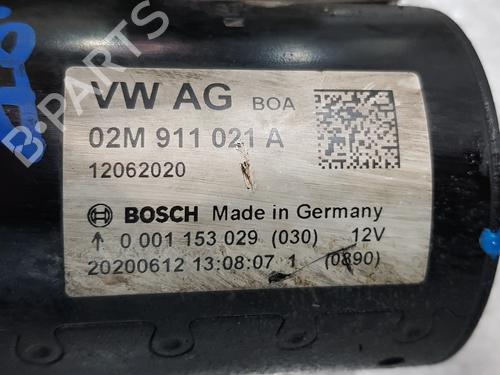 B-PARTS
VW AG BOA
02M 911 021 A
12062020
BOSCH Made in Germany
↑ 0 001 153 029 (030) 12V
20200612 13:08:07 1 (0890)